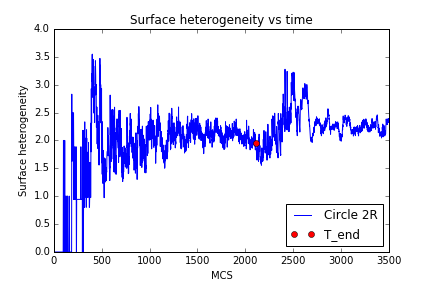 Surface heterogeneity vs time
Surface heterogeneity
4.0
3.5
3.0
2.5
2.0
1.5
1.0
0.5
0.0
0 500 1000 1500 2000 2500 3000 3500
MCS
Circle 2R
T_end